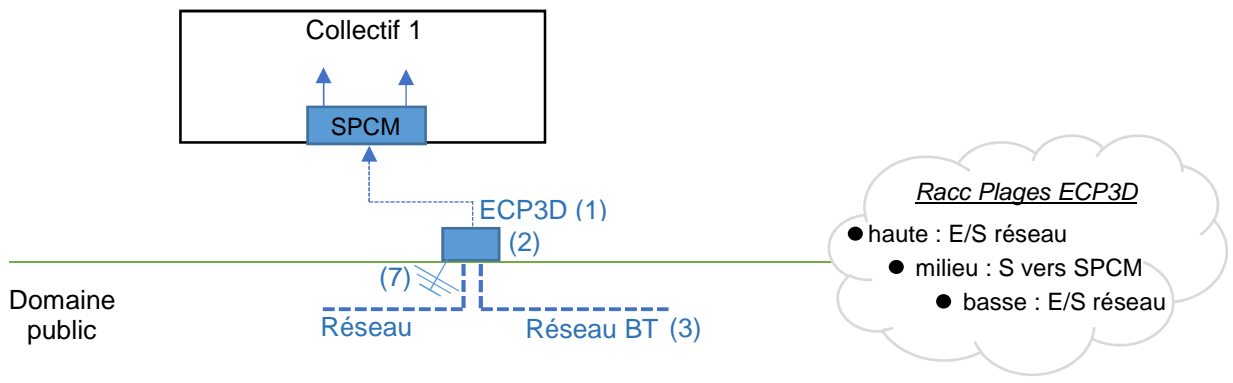 Collectif 1
SPCM
ECP3D (1)
(2)
(7)
Domaine
public
Réseau
Réseau BT (3)
Racc Plages ECP3D
● haute : E/S réseau
● milieu : S vers SPCM
● basse : E/S réseau